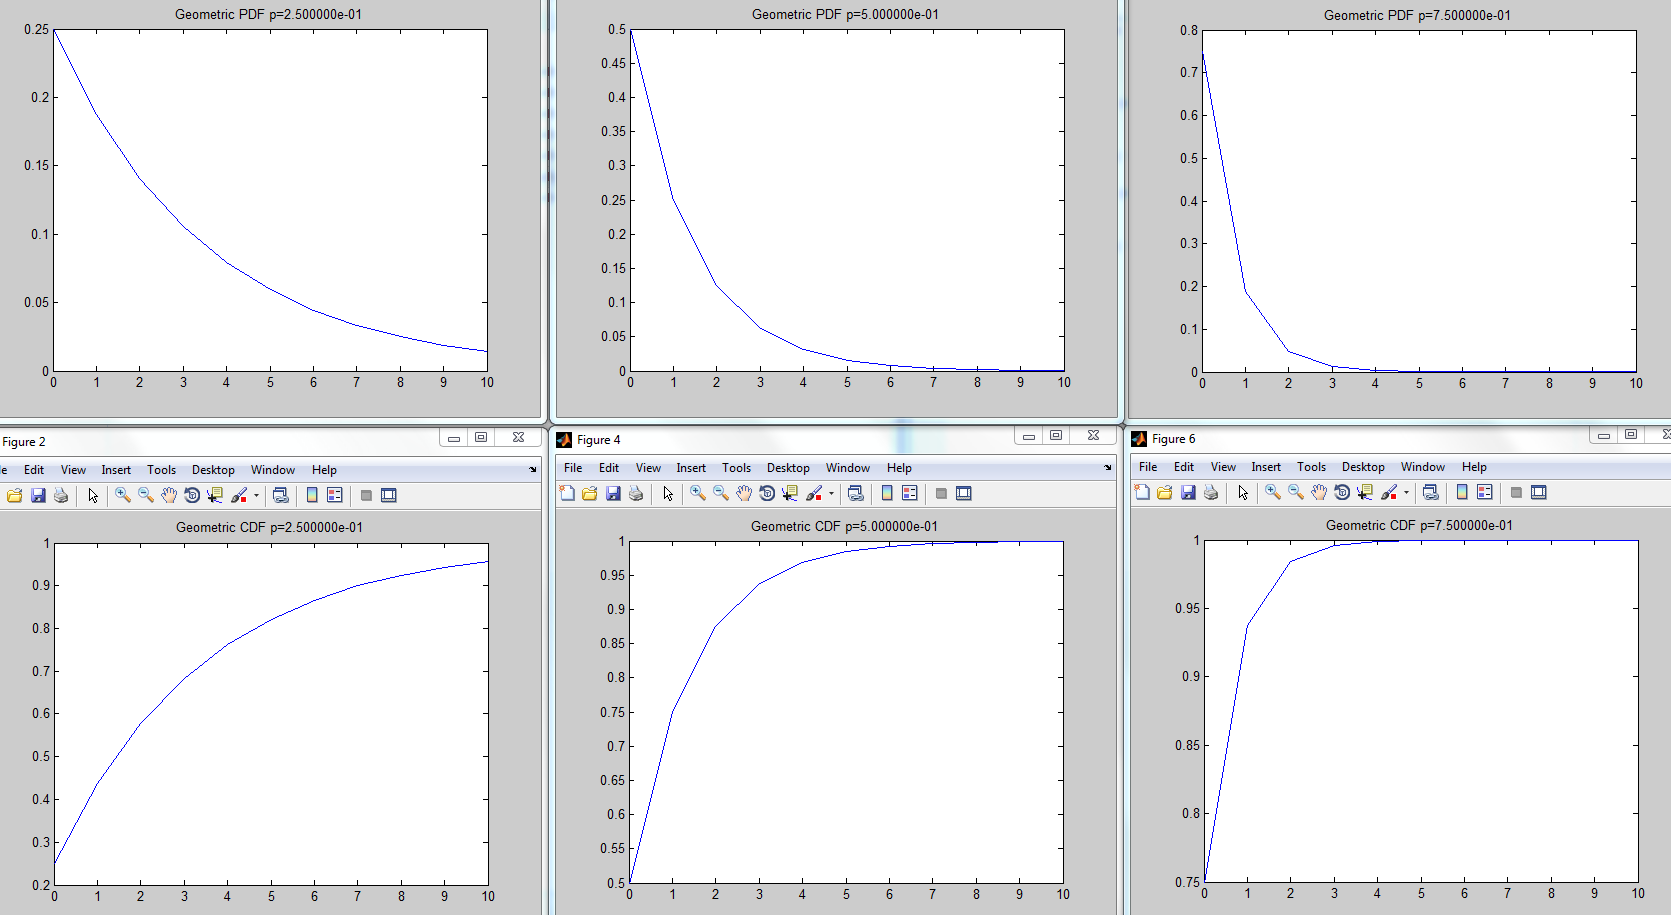 Geometric PDF p=2.500000e-01
0.25
0.2
0.15
0.1
0.05
0
0 1 2 3 4 5 6 7 8 9 10
Geometric PDF p=5.000000e-01
0.5
0.45
0.4
0.35
0.3
0.25
0.2
0.15
0.1
0.05
0
0 1 2 3 4 5 6 7 8 9 10
Geometric PDF p=7.500000e-01
0.8
0.7
0.6
0.5
0.4
0.3
0.2
0.1
0
0 1 2 3 4 5 6 7 8 9 10
Figure 2
le Edit View Insert Tools Desktop Window Help
Geometric CDF p=2.500000e-01
1
0.9
0.8
0.7
0.6
0.5
0.4
0.3
0.2
0 1 2 3 4 5 6 7 8 9 10
Figure 4
File Edit View Insert Tools Desktop Window Help
Geometric CDF p=5.000000e-01
1
0.95
0.9
0.85
0.8
0.75
0.7
0.65
0.6
0.55
0.5
0 1 2 3 4 5 6 7 8 9 10
Figure 6
File Edit View Insert Tools Desktop Window Help
Geometric CDF p=7.500000e-01
1
0.95
0.9
0.85
0.8
0.75
0 1 2 3 4 5 6 7 8 9 10